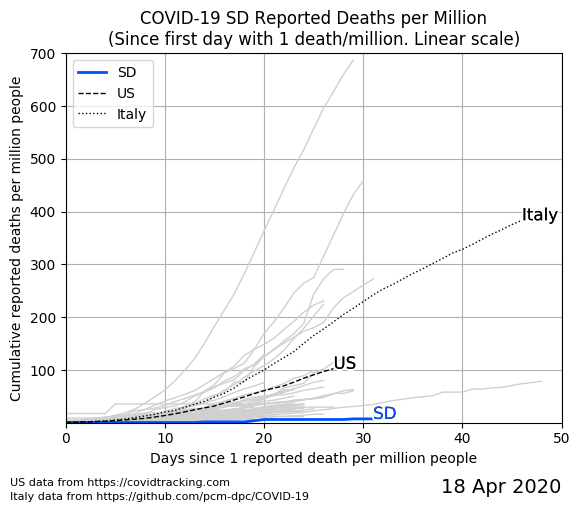 COVID-19 SD Reported Deaths per Million
(Since first day with 1 death/million. Linear scale)
Cumulative reported deaths per million people
700
600
500
400
300
200
100
SD
US
Italy
Italy
US
SD
0
10
20
30
40
50
Days since 1 reported death per million people
US data from https://covidtracking.com
Italy data from https://github.com/pcm-dpc/COVID-19
18 Apr 2020